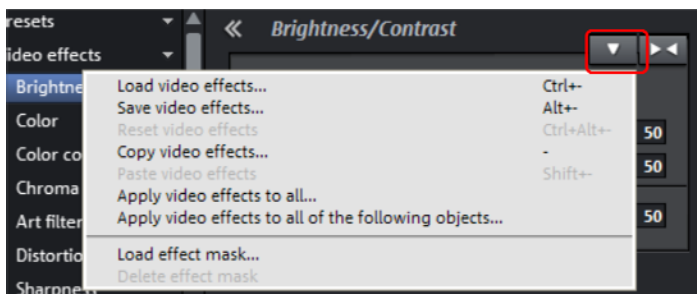 resets
Brightness/Contrast
ideo effects
Brightne
Load video effects... Ctrl+-
Save video effects... Alt+-
Color
Reset video effects Ctrl+Alt+-
50
Color co
Copy video effects... -
Paste video effects Shift+-
50
Chroma
Apply video effects to all...
Art filter
Apply video effects to all of the following objects...
50
Distortio
Load effect mask...
Delete effect mask
Sharpness